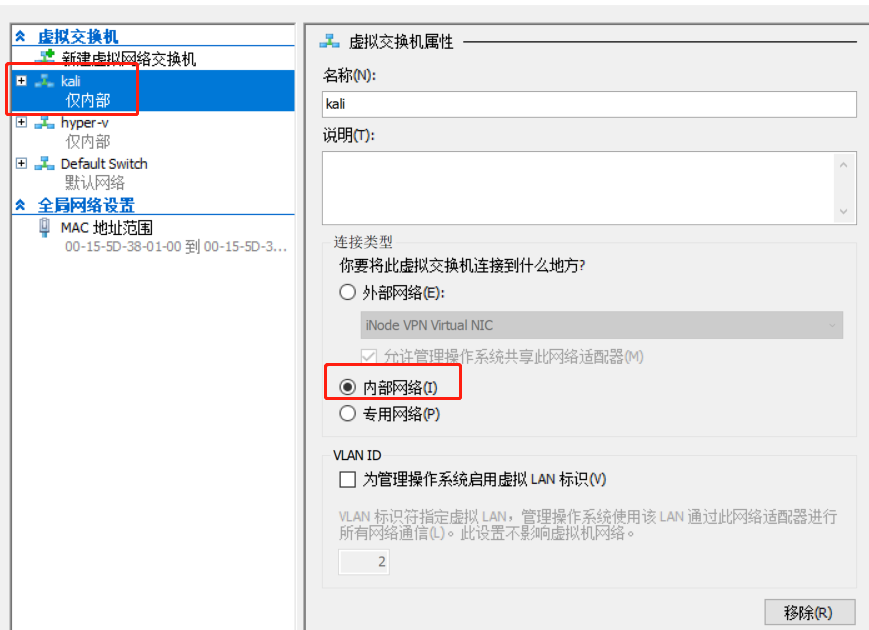 虚拟交换机
新建虚拟网络交换机
kali
仅内部
hyper-v
仅内部
Default Switch
默认网络
全局网络设置
MAC 地址范围
00-15-5D-38-01-00 到 00-15-5D-3...
虚拟交换机属性
名称(N):
kali
说明(T):
连接类型
你要将此虚拟交换机连接到什么地方?
外部网络(E):
iNode VPN Virtual NIC
允许管理操作系统共享此网络适配器(M)
内部网络(I)
专用网络(P)
VLAN ID
为管理操作系统启用虚拟 LAN 标识(V)
VLAN 标识符指定虚拟 LAN，管理操作系统使用该 LAN 通过此网络适配器进行
所有网络通信(L)。此设置不影响虚拟机网络。
2
移除(R)